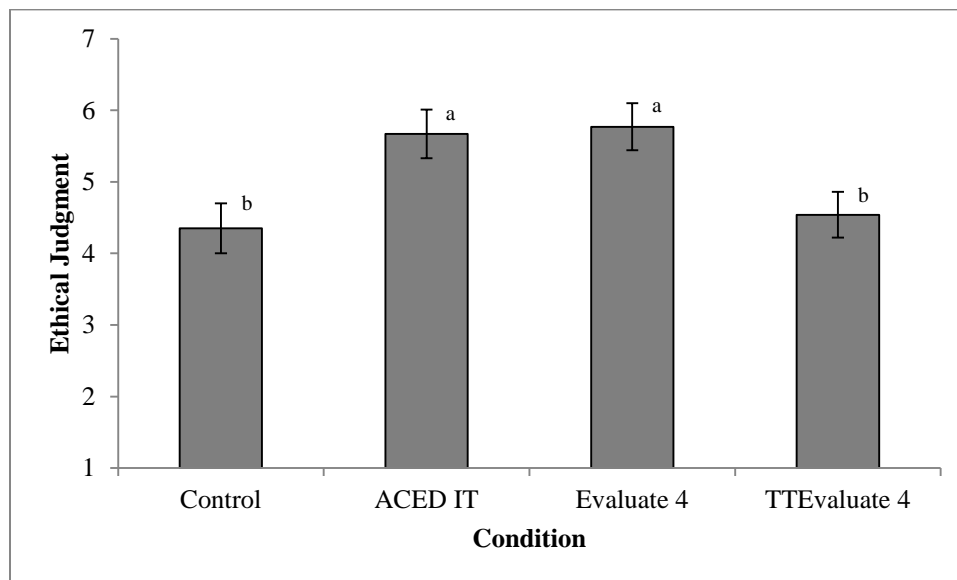 7
6
5
4
3
2
1
Ethical Judgment
b
a
a
b
Control
ACED IT
Evaluate 4
TTEvaluate 4
Condition